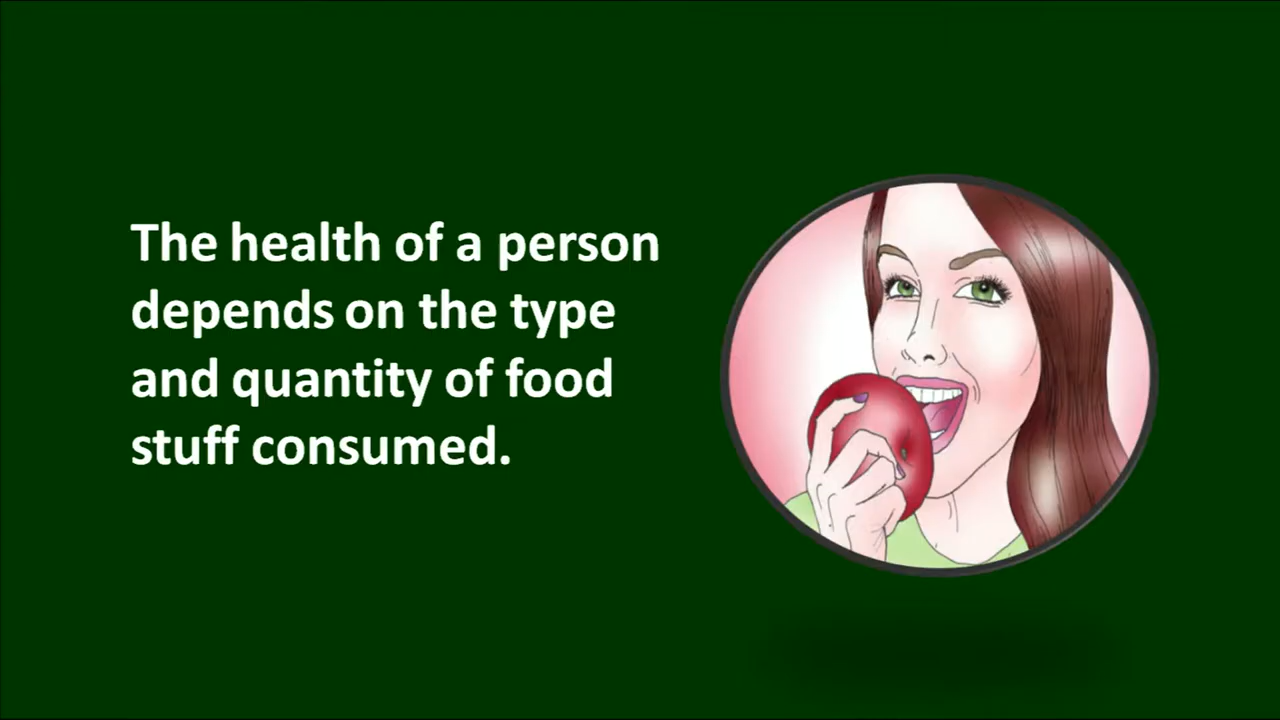 The health of a person
depends on the type
and quantity of food
stuff consumed.